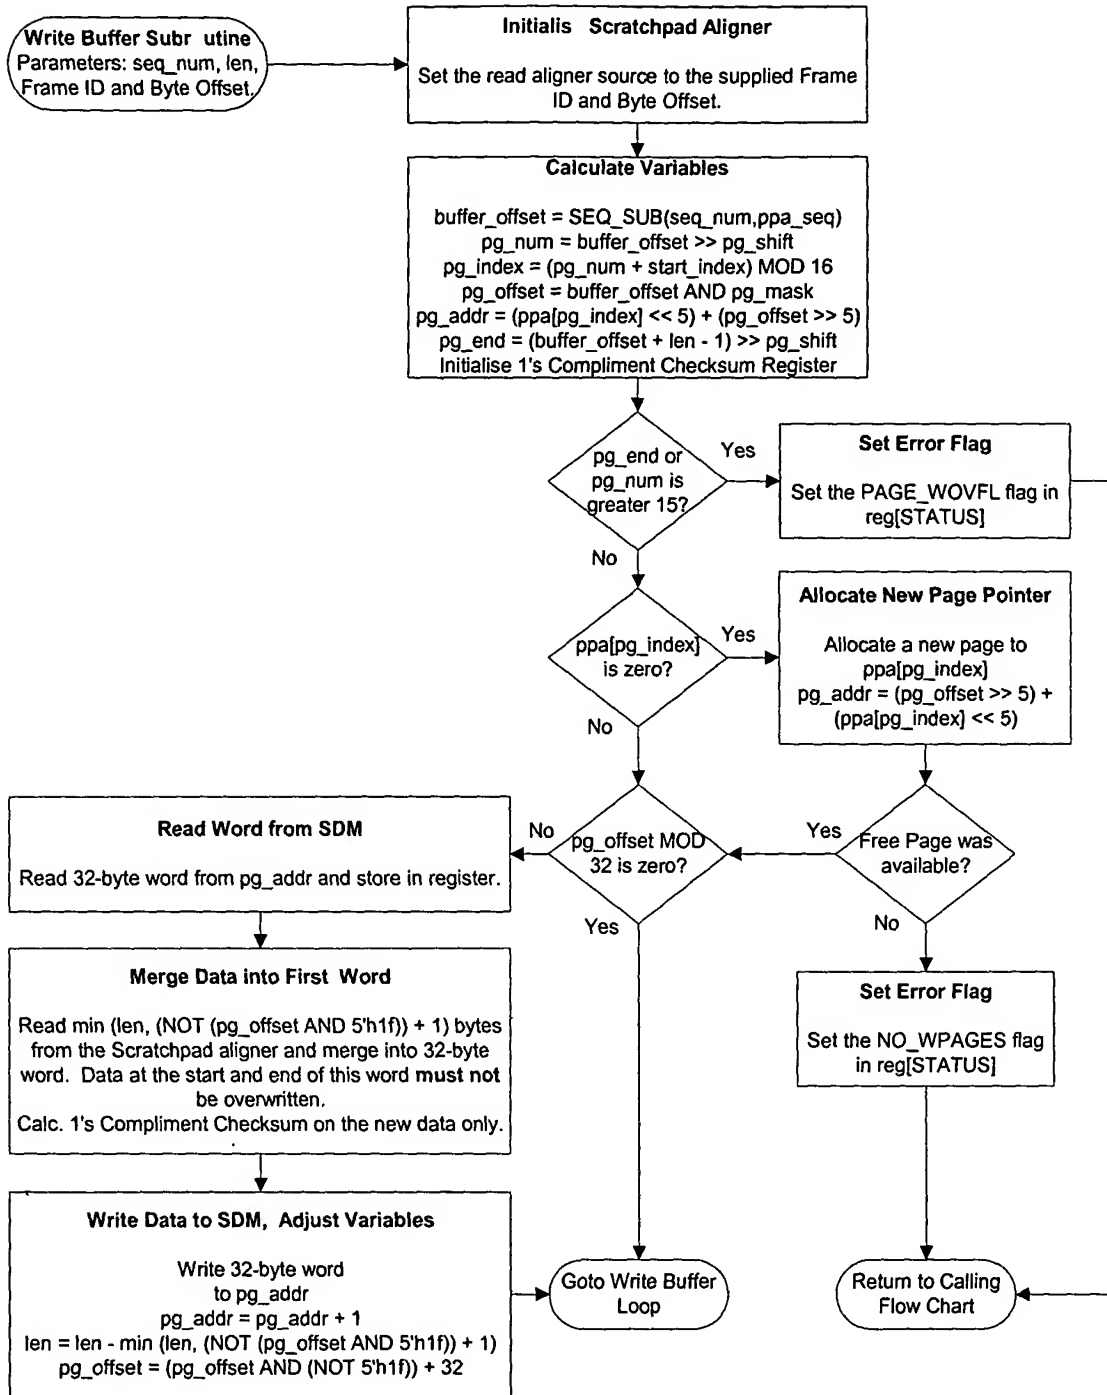 Write Buffer Subr utine
Parameters: seq_num, len,
Frame ID and Byte Offset.
Initialis Scratchpad Aligner
Set the read aligner source to the supplied Frame
ID and Byte Offset.
Calculate Variables
buffer_offset = SEQ_SUB(seq_num,ppa_seq)
pg_num = buffer_offset >> pg_shift
pg_index = (pg_num + start_index) MOD 16
pg_offset = buffer_offset AND pg_mask
pg_addr = (ppa[pg_index] << 5) + (pg_offset >> 5)
pg_end = (buffer_offset + len - 1) >> pg_shift
Initialise 1's Compliment Checksum Register
pg_end or
pg_num is
greater 15?
Yes
No
Set Error Flag
Set the PAGE_WOVFL flag in
reg[STATUS]
ppa[pg_index]
is zero?
Yes
No
Allocate New Page Pointer
Allocate a new page to
ppa[pg_index]
pg_addr = (pg_offset >> 5) +
(ppa[pg_index] << 5)
Free Page was
available?
Yes
No
pg_offset MOD
32 is zero?
No
Yes
Read Word from SDM
Read 32-byte word from pg_addr and store in register.
Merge Data into First Word
Read min (len, (NOT (pg_offset AND 5'h1f)) + 1) bytes
from the Scratchpad aligner and merge into 32-byte
word. Data at the start and end of this word must not
be overwritten.
Calc. 1's Compliment Checksum on the new data only.
Set Error Flag
Set the NO_WPAGES flag
in reg[STATUS]
Write Data to SDM, Adjust Variables
Write 32-byte word
to pg_addr
pg_addr = pg_addr + 1
len = len - min (len, (NOT (pg_offset AND 5'h1f)) + 1)
pg_offset = (pg_offset AND (NOT 5'h1f)) + 32
Goto Write Buffer
Loop
Return to Calling
Flow Chart